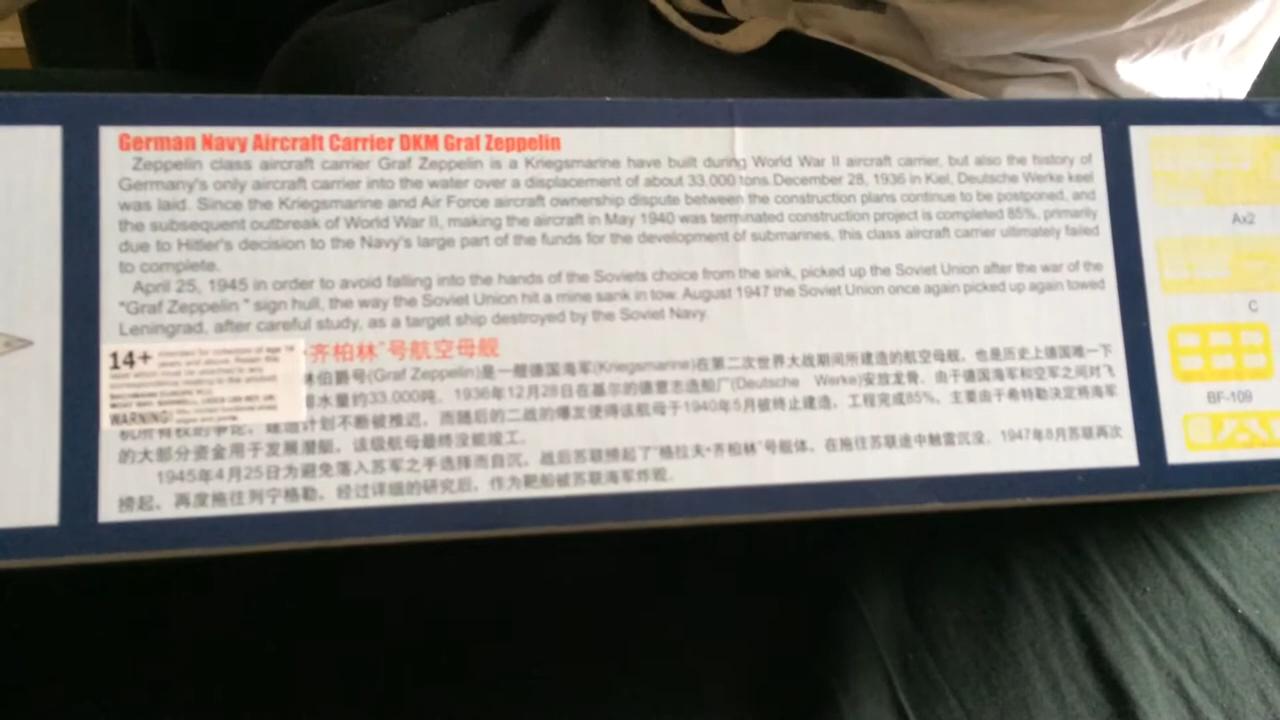 German Navy Aircraft Carrier DKM Graf Zeppelin
Zeppelin class aircraft carrier Graf Zeppelin is a Kriegsmarine have built during World War II aircraft carrier, but also the history of
Germany's only aircraft carrier into the water over a displacement of about 33,000 tons.December 28, 1936 in Kiel, Deutsche Werke keel
was laid. Since the Kriegsmarine and Air Force aircraft ownership dispute between the construction plans continue to be postponed, and
the subsequent outbreak of World War II, making the aircraft in May 1940 was terminated construction project is completed 85%, primarily
due to Hitler's decision to the Navy's large part of the funds for the development of submarines, this class aircraft carrier ultimately failed
to complete.
April 25, 1945 in order to avoid falling into the hands of the Soviets choice from the sink, picked up the Soviet Union after the war of the
"Graf Zeppelin " sign hull, the way the Soviet Union hit a mine sank in tow. August 1947 the Soviet Union once again picked up again towed
Leningrad, after careful study, as a target ship destroyed by the Soviet Navy.
14+
WARNING!
·齐柏林"号航空母舰
林伯爵号(Graf Zeppelin)是一艘德国海军(Kriegsmarine)在第二次世界大战期间所建造的航空母舰，也是历史上德国唯一下
排水量约33,000吨。1936年12月28日在基尔的德意志造船厂(Deutsche Werke)安放龙骨。由于德国海军和空军之间对飞
机所有权的争论，建造计划不断被推迟，而随后的二战的爆发使得该航母于1940年5月被终止建造，工程完成85%，主要由于希特勒决定将海军
的大部分资金用于发展潜艇，该级航母最终没能竣工。
1945年4月25日为避免落入苏军之手选择而自沉，战后苏联捞起了"格拉夫·齐柏林"号舰体，在拖往苏联途中触雷沉没。1947年8月苏联再次
捞起，再度拖往列宁格勒，经过详细的研究后，作为靶船被苏联海军炸毁。
Ax2
C
BF-109